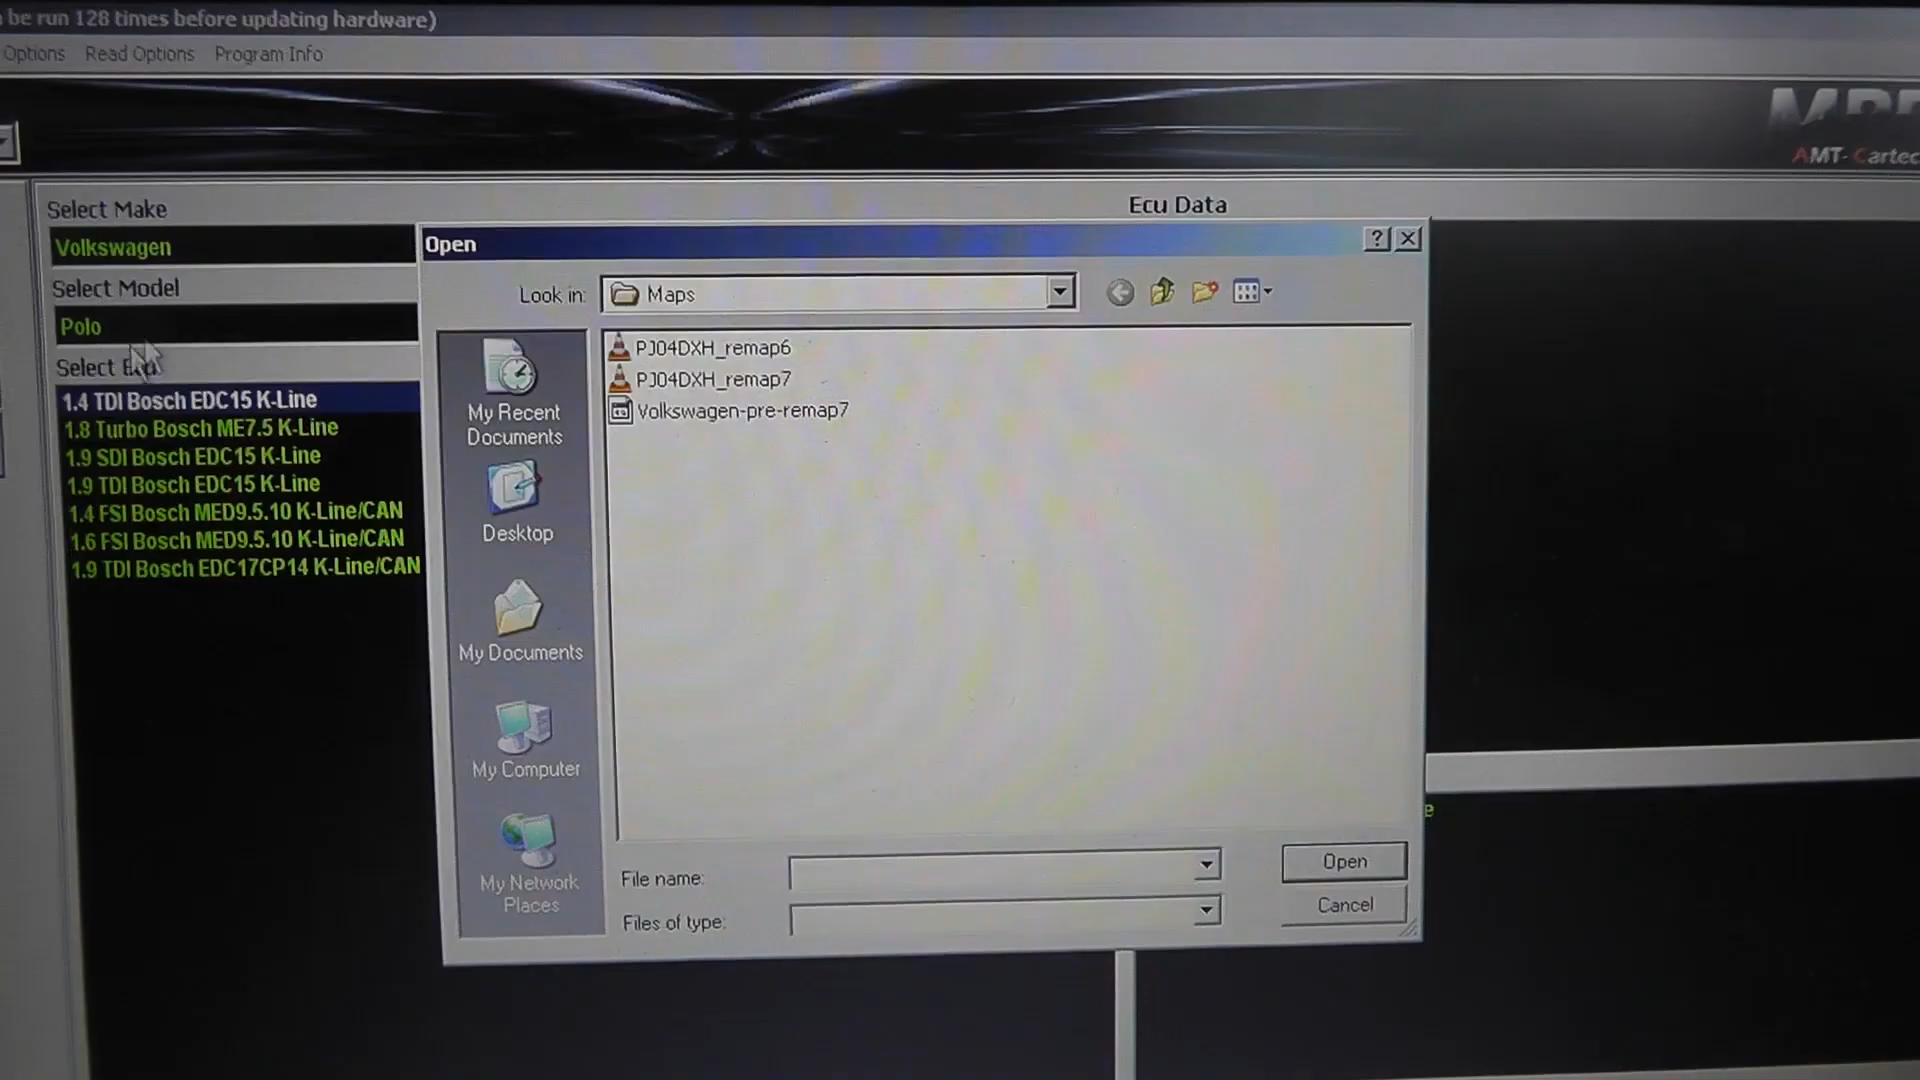 be run 128 times before updating hardware)
Options Read Options Program Info
AMT- Cartec
Select Make
Volkswagen
Select Model
Polo
Select Ecu
1.4 TDI Bosch EDC15 K-Line
1.8 Turbo Bosch ME7.5 K-Line
1.9 SDI Bosch EDC15 K-Line
1.9 TDI Bosch EDC15 K-Line
1.4 FSI Bosch MED9.5.10 K-Line/CAN
1.6 FSI Bosch MED9.5.10 K-Line/CAN
1.9 TDI Bosch EDC17CP14 K-Line/CAN
Ecu Data
Open
Look in:
Maps
My Recent
Documents
Desktop
My Documents
My Computer
My Network
Places
PJ04DXH_remap6
PJ04DXH_remap7
Volkswagen-pre-remap7
File name:
Open
Files of type:
Cancel